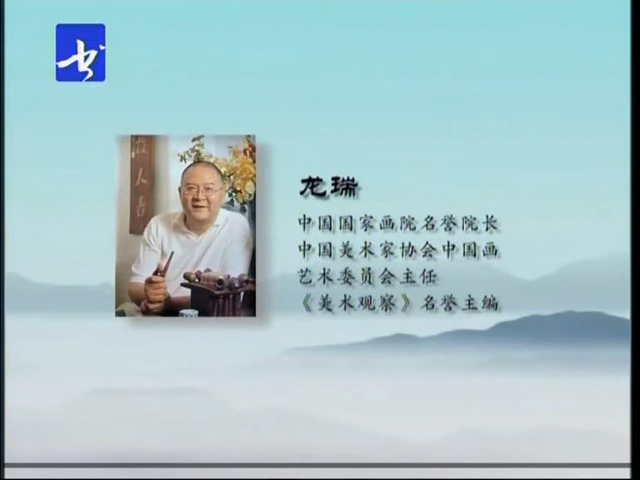 书
龙瑞
中国国家画院名誉院长
中国美术家协会中国画
艺术委员会主任
《美术观察》名誉主编